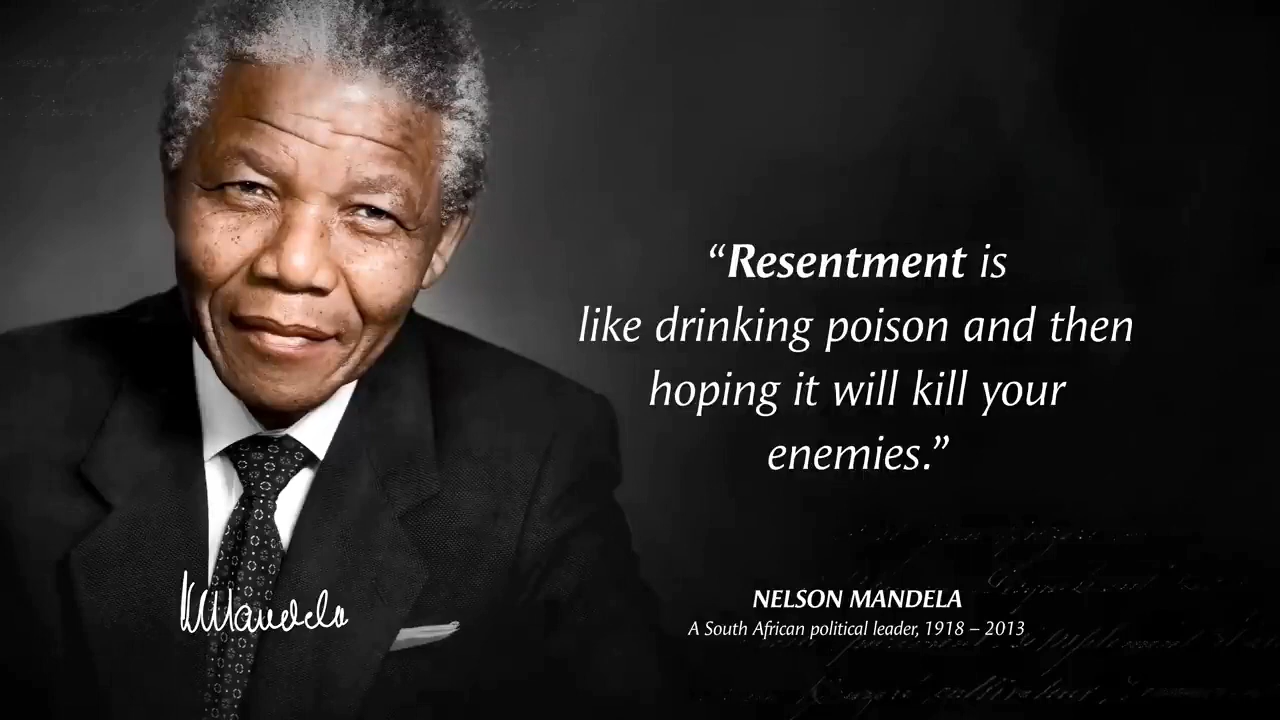 “Resentment is
like drinking poison and then
hoping it will kill your
enemies.”
NMandela
NELSON MANDELA
A South African political leader, 1918 – 2013